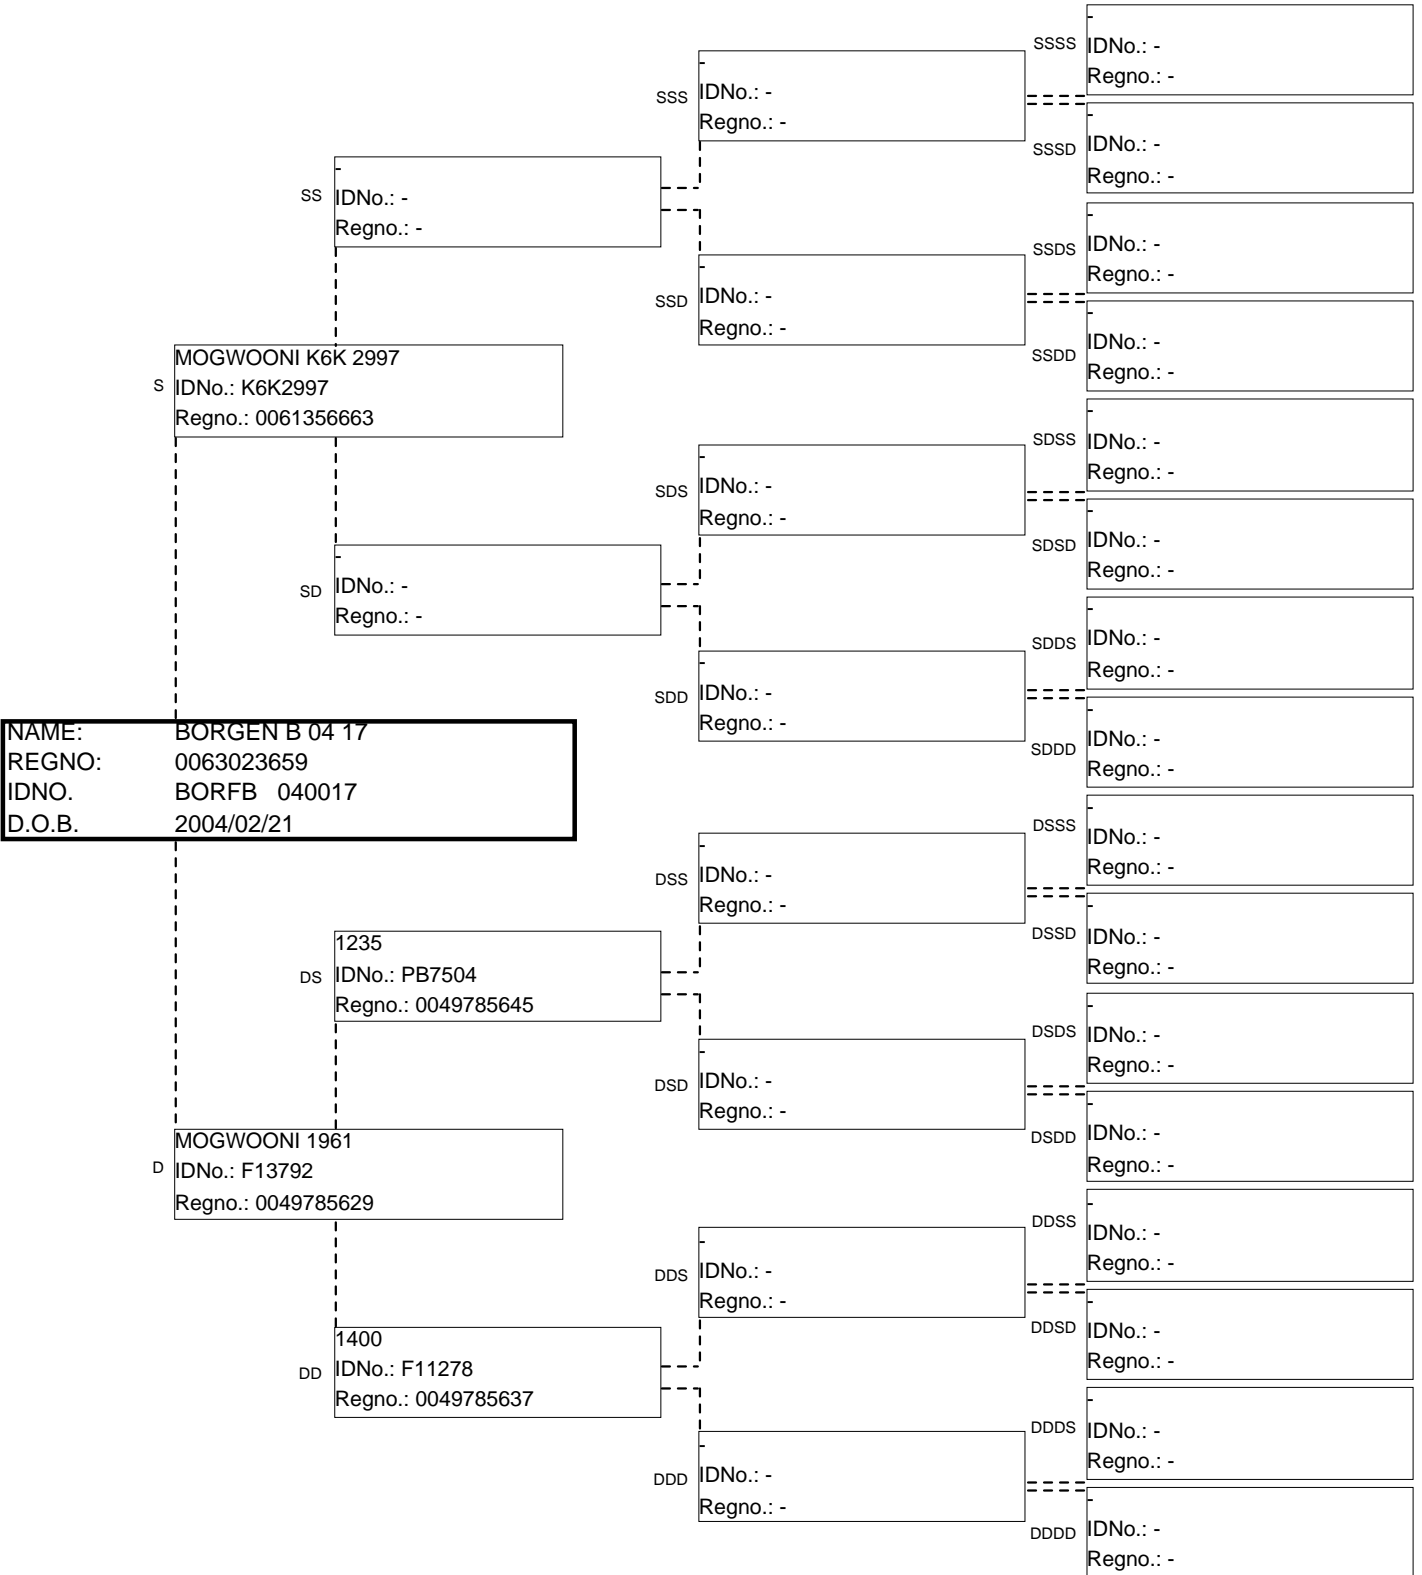 SSSS
-
IDNo.: -
Regno.: -
SSS
-
IDNo.: -
Regno.: -
SSSD
-
IDNo.: -
Regno.: -
SS
-
IDNo.: -
Regno.: -
SSDS
-
IDNo.: -
Regno.: -
SSD
-
IDNo.: -
Regno.: -
SSDD
-
IDNo.: -
Regno.: -
S
MOGWOONI K6K 2997
IDNo.: K6K2997
Regno.: 0061356663
SDSS
-
IDNo.: -
Regno.: -
SDS
-
IDNo.: -
Regno.: -
SDSD
-
IDNo.: -
Regno.: -
SD
-
IDNo.: -
Regno.: -
SDDS
-
IDNo.: -
Regno.: -
SDD
-
IDNo.: -
Regno.: -
SDDD
-
IDNo.: -
Regno.: -
NAME: BORGEN B 04 17
REGNO: 0063023659
IDNO. BORFB 040017
D.O.B. 2004/02/21
DSSS
-
IDNo.: -
Regno.: -
DSS
-
IDNo.: -
Regno.: -
DSSD
-
IDNo.: -
Regno.: -
DS
1235
IDNo.: PB7504
Regno.: 0049785645
DSDS
-
IDNo.: -
Regno.: -
DSD
-
IDNo.: -
Regno.: -
DSDD
-
IDNo.: -
Regno.: -
D
MOGWOONI 1961
IDNo.: F13792
Regno.: 0049785629
DDSS
-
IDNo.: -
Regno.: -
DDS
-
IDNo.: -
Regno.: -
DDSD
-
IDNo.: -
Regno.: -
DD
1400
IDNo.: F11278
Regno.: 0049785637
DDDS
-
IDNo.: -
Regno.: -
DDD
-
IDNo.: -
Regno.: -
DDDD
-
IDNo.: -
Regno.: -